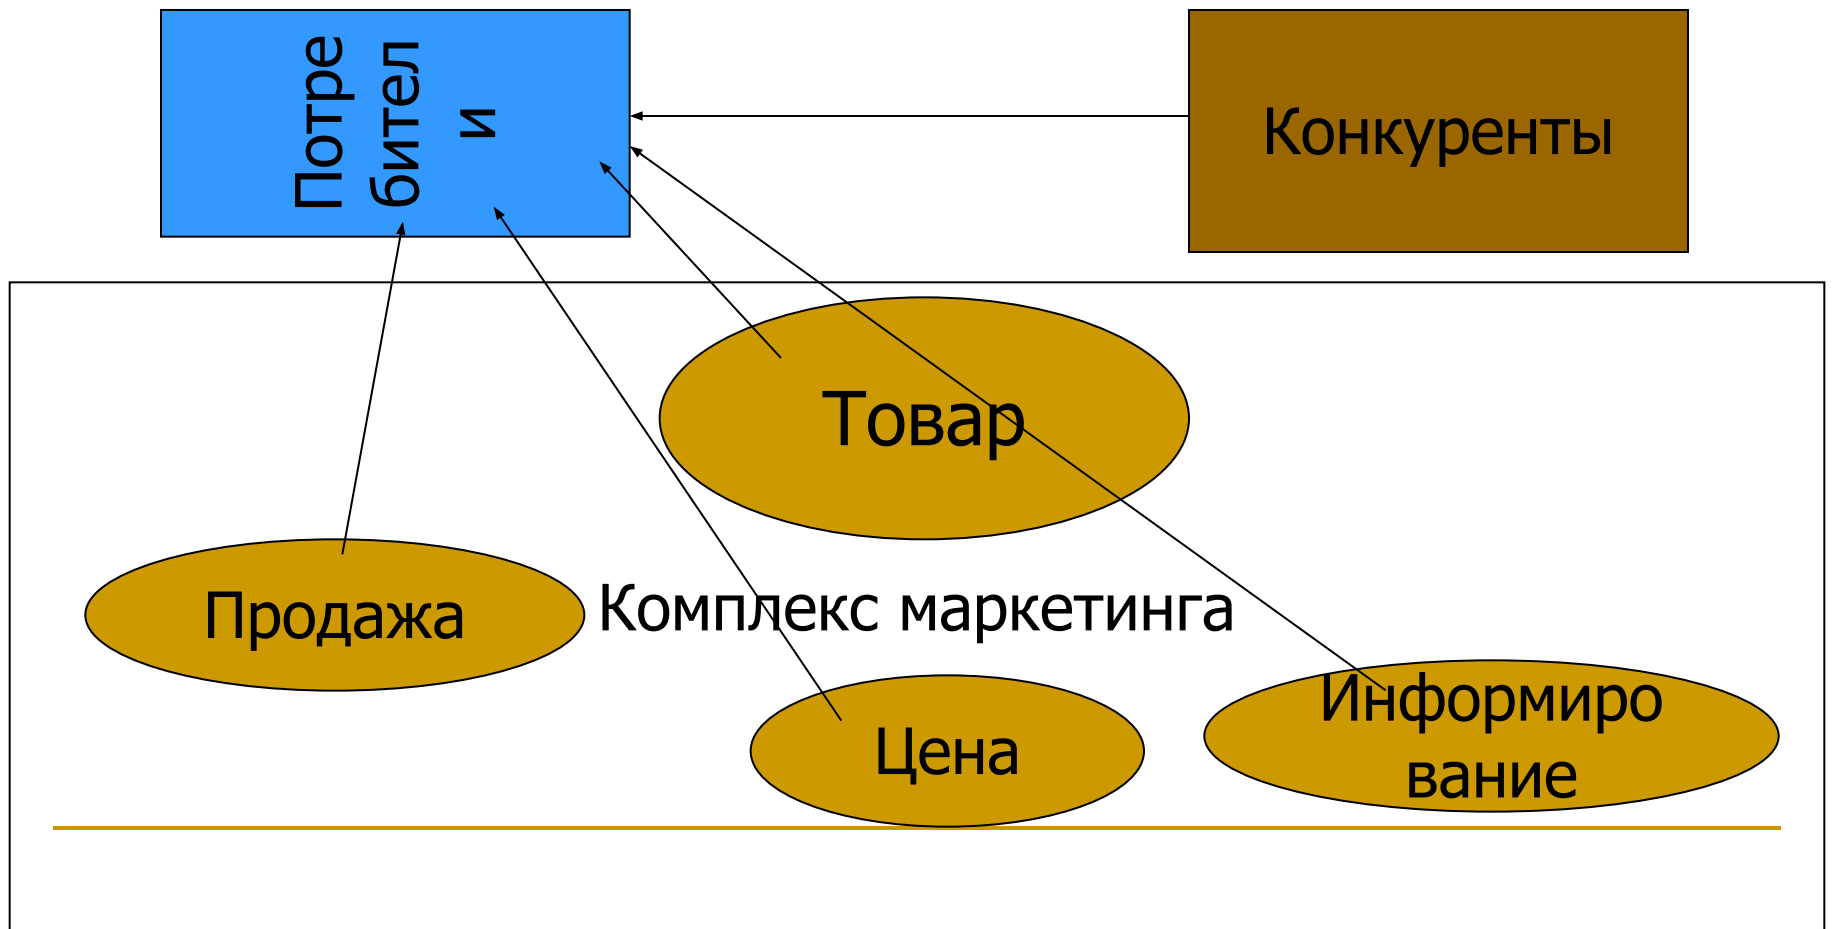 Потре
бител
и
Конкуренты
Товар
Продажа
Комплекс маркетинга
Цена
Информиро
вание